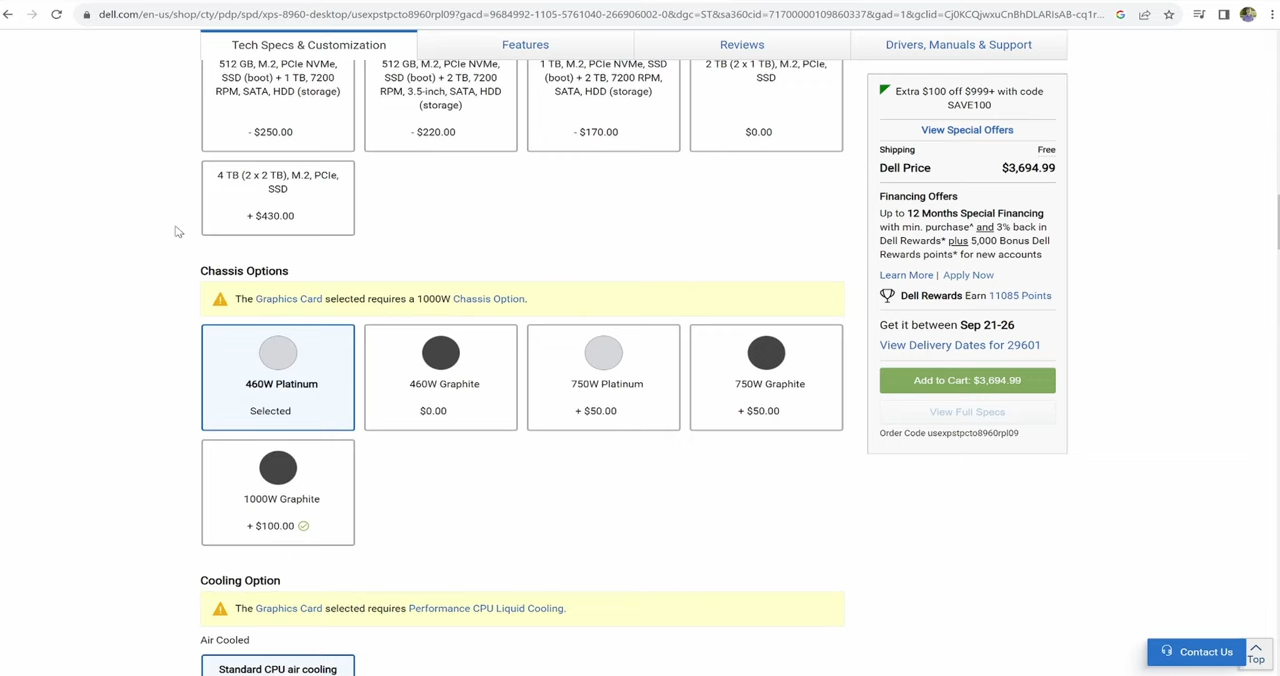 dell.com/en-us/shop/cty/pdp/spd/xps-8960-desktop/usexpstpcto8960rpl09?gacd=9684992-1105-5761040-266906002-0&dgc=ST&sa360cid=71700000109860337&gad=1&gclid=Cj0KCQjwxuCnBhDLARIsAB-cq1r...
Tech Specs & Customization
Features
Reviews
Drivers, Manuals & Support
512 GB, M.2, PCIe NVMe,
SSD (boot) + 1 TB, 7200
RPM, SATA, HDD (storage)
- $250.00
512 GB, M.2, PCIe NVMe,
SSD (boot) + 2 TB, 7200
RPM, 3.5-inch, SATA, HDD
(storage)
- $220.00
1 TB, M.2, PCIe NVMe, SSD
(boot) + 2 TB, 7200 RPM,
SATA, HDD (storage)
- $170.00
2 TB (2 x 1 TB), M.2, PCIe,
SSD
$0.00
4 TB (2 x 2 TB), M.2, PCIe,
SSD
+ $430.00
Chassis Options
The Graphics Card selected requires a 1000W Chassis Option.
460W Platinum
Selected
460W Graphite
$0.00
750W Platinum
+ $50.00
750W Graphite
+ $50.00
1000W Graphite
+ $100.00
Cooling Option
The Graphics Card selected requires Performance CPU Liquid Cooling.
Air Cooled
Standard CPU air cooling
Extra $100 off $999+ with code
SAVE100
View Special Offers
Shipping Free
Dell Price $3,694.99
Financing Offers
Up to 12 Months Special Financing
with min. purchase^ and 3% back in
Dell Rewards* plus 5,000 Bonus Dell
Rewards points* for new accounts
Learn More | Apply Now
Dell Rewards Earn 11085 Points
Get it between Sep 21-26
View Delivery Dates for 29601
Add to Cart: $3,694.99
View Full Specs
Order Code usexpstpcto8960rpl09
Contact Us
Top